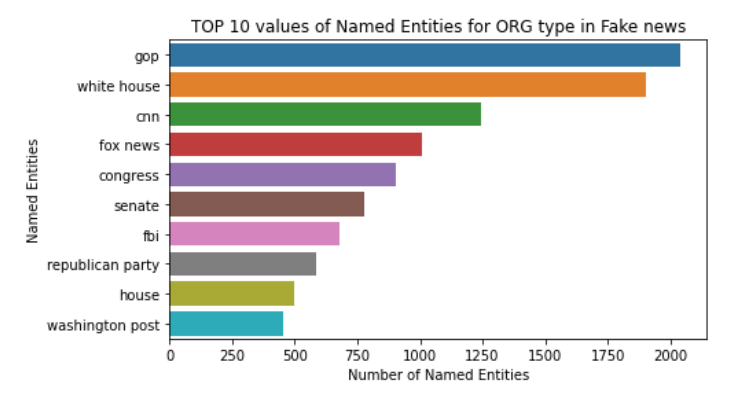 TOP 10 values of Named Entities for ORG type in Fake news
gop
white house
cnn
fox news
congress
senate
fbi
republican party
house
washington post
Named Entities
0 250 500 750 1000 1250 1500 1750 2000
Number of Named Entities